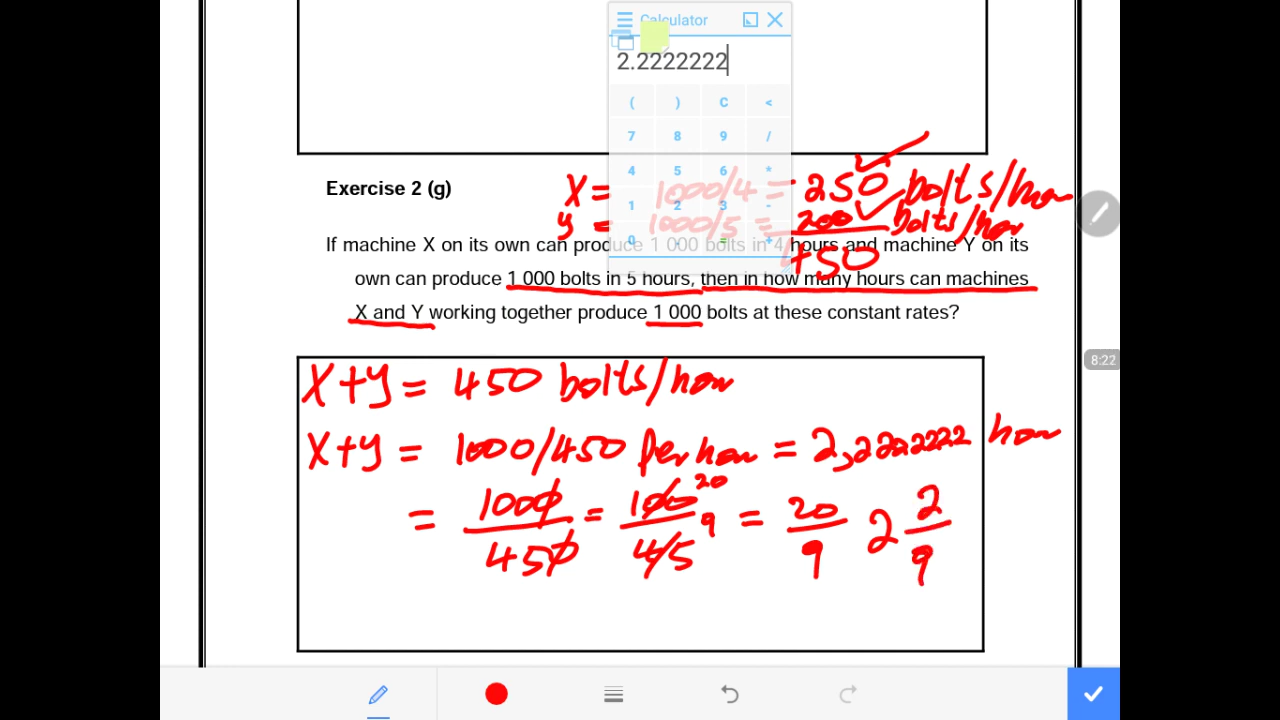 Calculator
2.2222222
( ) C <
7 8 9 /
4 5 6 *
1 2 3 -
0 . = +
Exercise 2 (g)
X = 1000/4 = 250 bolts/hour
y = 1000/5 = 200 bolts/hour
450
If machine X on its own can produce 1 000 bolts in 4 hours and machine Y on its
own can produce 1 000 bolts in 5 hours, then in how many hours can machines
X and Y working together produce 1 000 bolts at these constant rates?
8:22
X+y = 450 bolts/hour
X+y = 1000/450 Per hour = 2,2222222 hour
= 1000/450 = 100/45 20 9 = 20/9 2 2/9